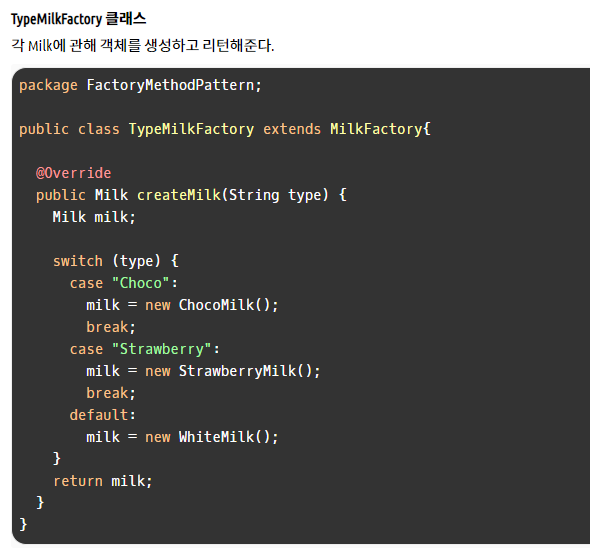 TypeMilkFactory 클래스
각 Milk에 관해 객체를 생성하고 리턴해준다.
package FactoryMethodPattern;

public class TypeMilkFactory extends MilkFactory{

  @Override
  public Milk createMilk(String type) {
    Milk milk;

    switch (type) {
      case "Choco":
        milk = new ChocoMilk();
        break;
      case "Strawberry":
        milk = new StrawberryMilk();
        break;
      default:
        milk = new WhiteMilk();
    }
    return milk;
  }
}